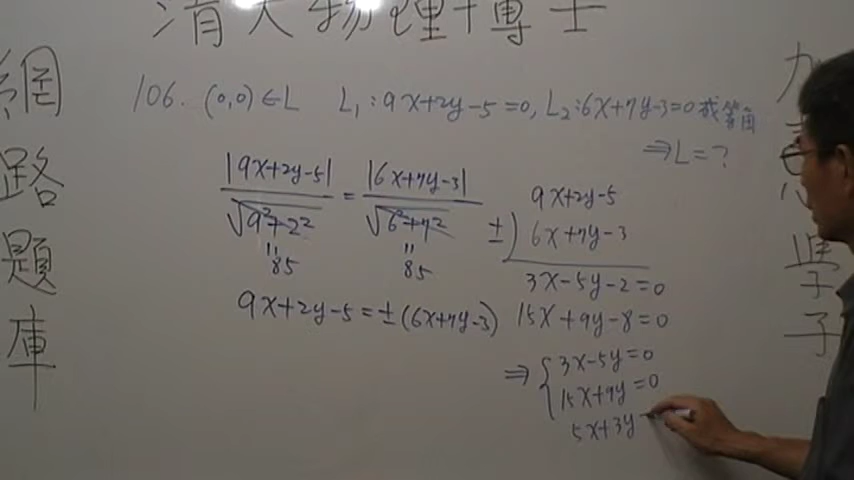 清大物理博士
網路題庫
106. (0,0)∈L L₁:9x+2y-5=0, L₂:6x+7y-3=0 求等角
⇒L=?
|9x+2y-5| / √(9²+2²) = |6x+7y-3| / √(6²+7²)
" 85 " 85
9x+2y-5=±(6x+7y-3)
9x+2y-5
±) 6x+7y-3
3x-5y-2=0
15x+9y-8=0
⇒ { 3x-5y=0
15x+9y=0
5x+3y